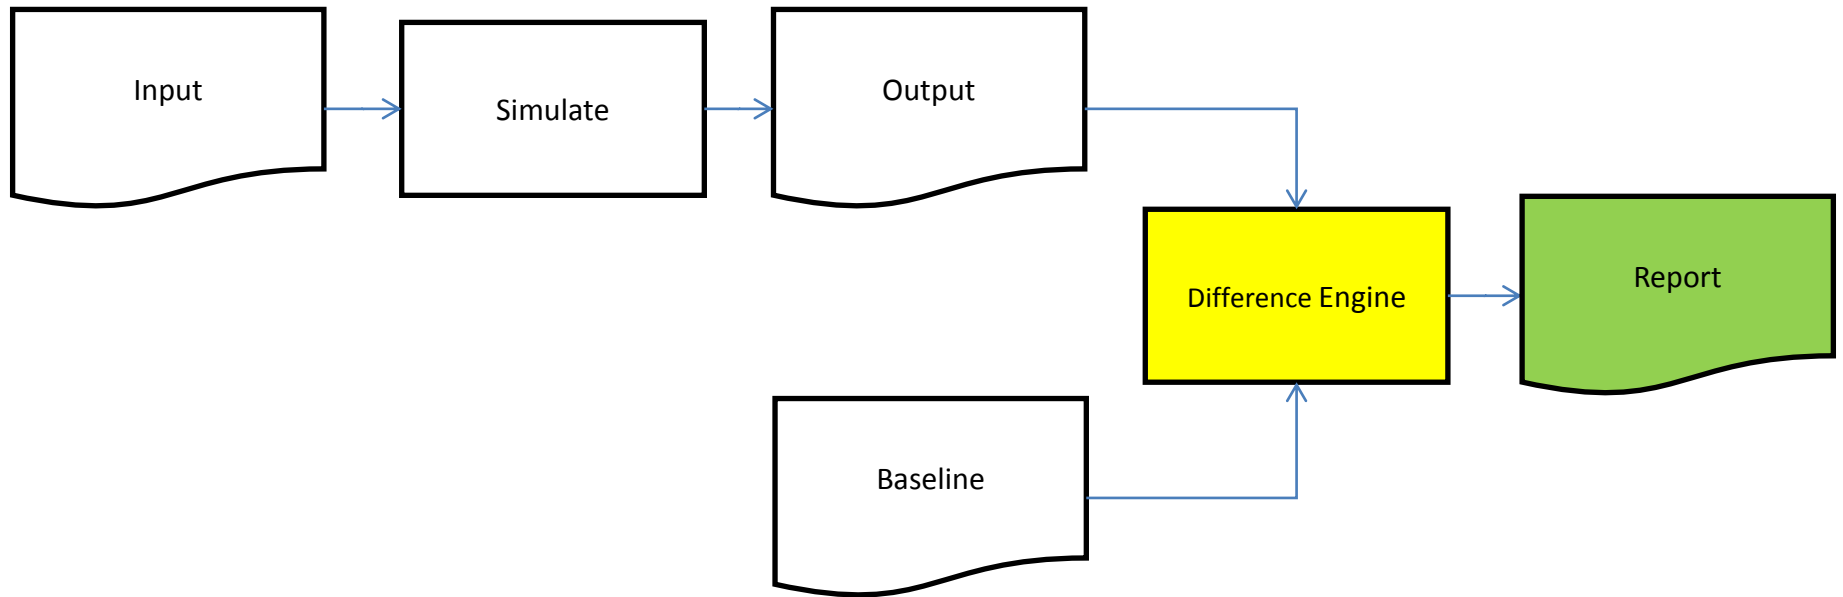 Input
Simulate
Output
Difference Engine
Report
Baseline